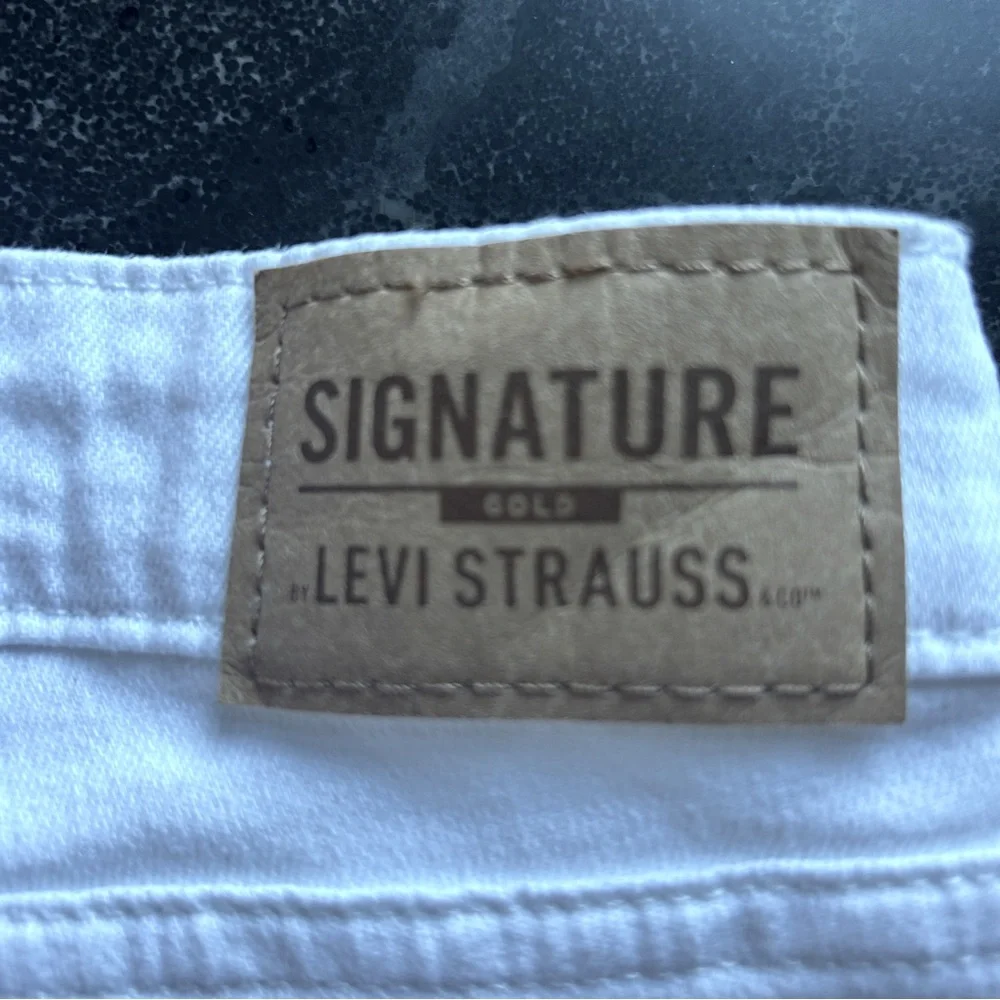 SIGNATURE
GOLD
BY LEVI STRAUSS & CO™